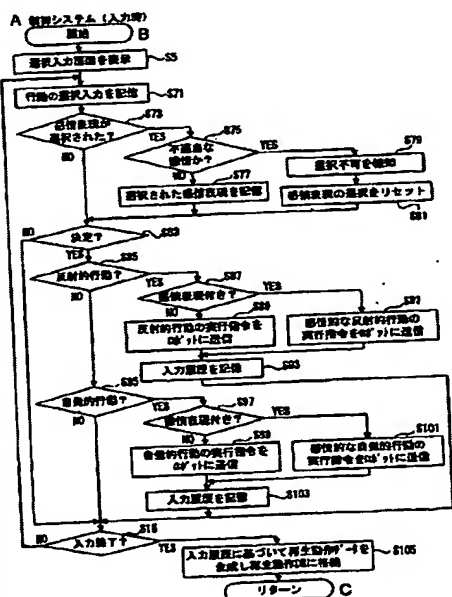 A 制御システム（入力時）
開始 B
選択入力画面を表示 S5
行動の選択入力を記憶 S71
感情表現が
選択された？ S73
YES
NO
不適当な
感情か？ S75
YES
NO
選択不可を報知 S79
選択された感情表現を記憶 S77
感情表現の選択をリセット
S81
NO
決定？ S83
YES
反射的行動？ S85
YES
NO
感情表現付き？ S87
YES
NO
反射的行動の実行指令を
ロボットに送信 S89
感情的な反射的行動の
実行指令をロボットに送信 S91
入力履歴を記憶 S93
自発的行動？ S95
YES
NO
感情表現付き？ S97
YES
NO
自発的行動の実行指令を
ロボットに送信 S99
感情的な自発的行動の
実行指令をロボットに送信 S101
入力履歴を記憶 S103
入力終了？ S15
NO
YES
入力履歴に基づいて再生動作データを
生成し再生動作DBに格納 S105
リターン C